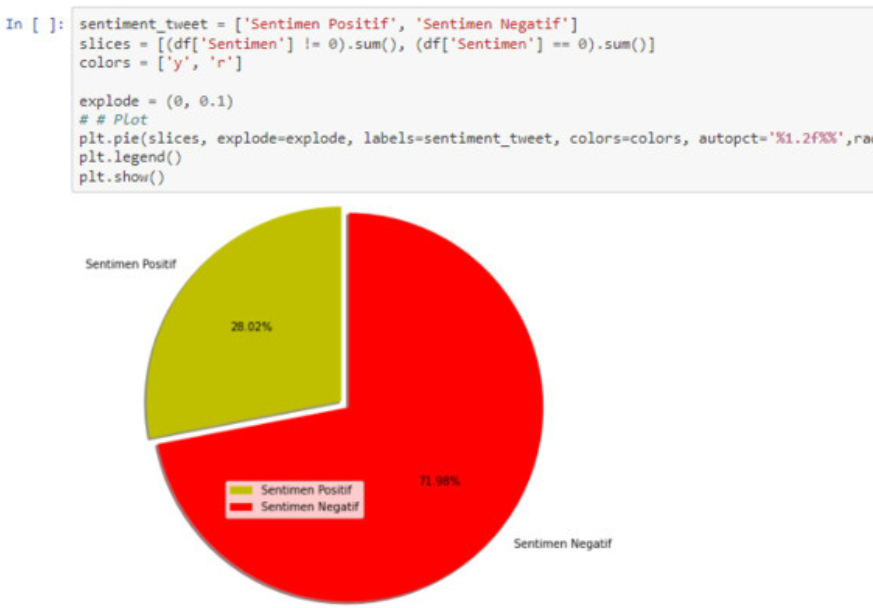 In [ ]: sentiment_tweet = ['Sentimen Positif', 'Sentimen Negatif']
slices = [(df['Sentimen'] != 0).sum(), (df['Sentimen'] == 0).sum()]
colors = ['y', 'r']
explode = (0, 0.1)
# # Plot
plt.pie(slices, explode=explode, labels=sentiment_tweet, colors=colors, autopct='%1.2f%%',rad
plt.legend()
plt.show()
Sentimen Positif
28.02%
71.98%
Sentimen Positif
Sentimen Negatif
Sentimen Negatif